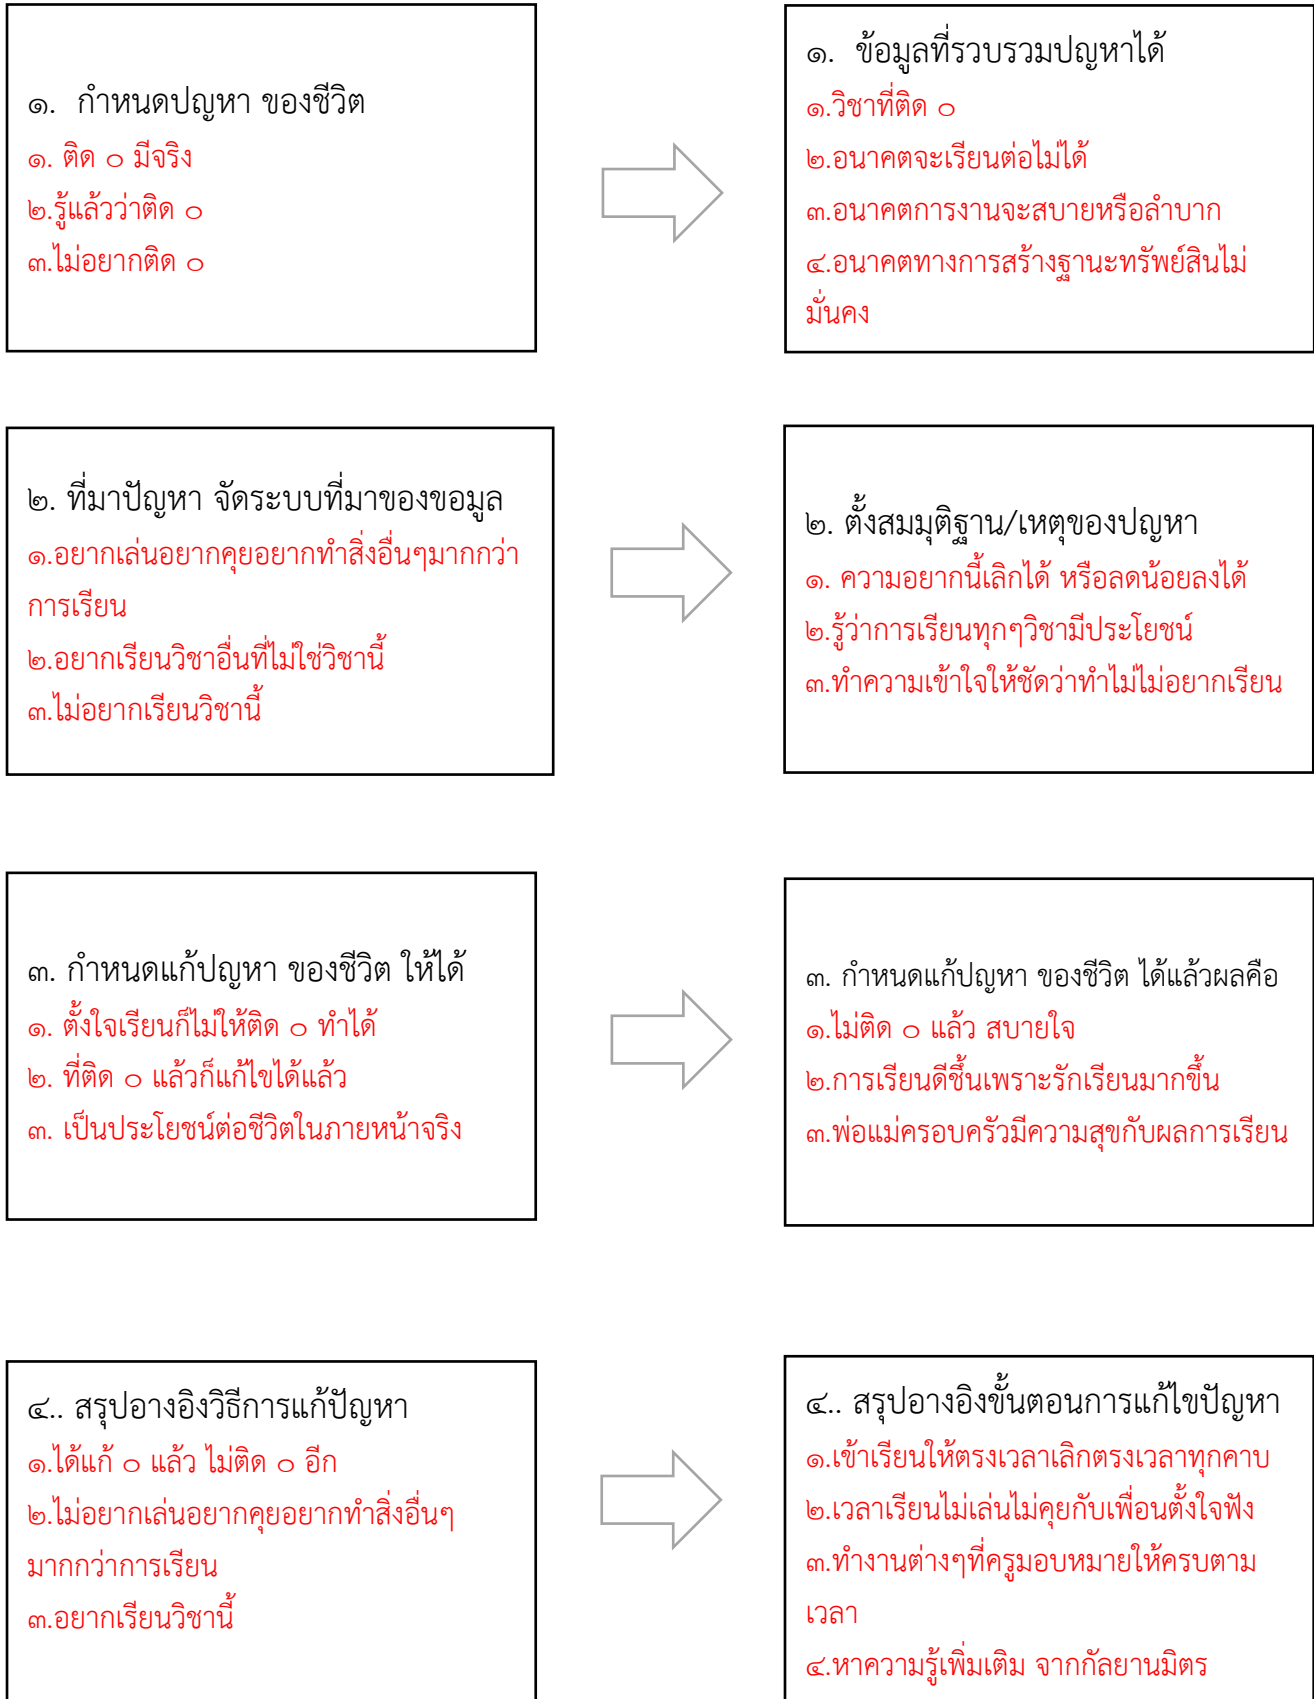 ๑.  กำหนดปญหา ของชีวิต
๑. ติด ๐ มีจริง
๒.รู้แล้วว่าติด ๐
๓.ไม่อยากติด ๐
๑.  ข้อมูลที่รวบรวมปญหาได้
๑.วิชาที่ติด ๐
๒.อนาคตจะเรียนต่อไม่ได้
๓.อนาคตการงานจะสบายหรือลำบาก
๔.อนาคตทางการสร้างฐานะทรัพย์สินไม่
มั่นคง
๒. ที่มาปัญหา จัดระบบที่มาของขอมูล
๑.อยากเล่นอยากคุยอยากทำสิ่งอื่นๆมากกว่า
การเรียน
๒.อยากเรียนวิชาอื่นที่ไม่ใช่วิชานี้
๓.ไม่อยากเรียนวิชานี้
๒. ตั้งสมมุติฐาน/เหตุของปญหา
๑. ความอยากนี้เลิกได้ หรือลดน้อยลงได้
๒.รู้ว่าการเรียนทุกๆวิชามีประโยชน์
๓.ทำความเข้าใจให้ชัดว่าทำไม่ไม่อยากเรียน
๓. กำหนดแก้ปญหา ของชีวิต ให้ได้
๑. ตั้งใจเรียนก็ไม่ให้ติด ๐ ทำได้
๒. ที่ติด ๐ แล้วก็แก้ไขได้แล้ว
๓. เป็นประโยชน์ต่อชีวิตในภายหน้าจริง
๓. กำหนดแก้ปญหา ของชีวิต ได้แล้วผลคือ
๑.ไม่ติด ๐ แล้ว สบายใจ
๒.การเรียนดีชึ้นเพราะรักเรียนมากขึ้น
๓.พ่อแม่ครอบครัวมีความสุขกับผลการเรียน
๔.. สรุปอางอิงวิธีการแก้ปัญหา
๑.ได้แก้ ๐ แล้ว ไม่ติด ๐ อีก
๒.ไม่อยากเล่นอยากคุยอยากทำสิ่งอื่นๆ
มากกว่าการเรียน
๓.อยากเรียนวิชานี้
๔.. สรุปอางอิงขั้นตอนการแก้ไขปัญหา
๑.เข้าเรียนให้ตรงเวลาเลิกตรงเวลาทุกคาบ
๒.เวลาเรียนไม่เล่นไม่คุยกับเพื่อนตั้งใจฟัง
๓.ทำงานต่างๆที่ครูมอบหมายให้ครบตาม
เวลา
๔.หาความรู้เพิ่มเติม จากกัลยานมิตร